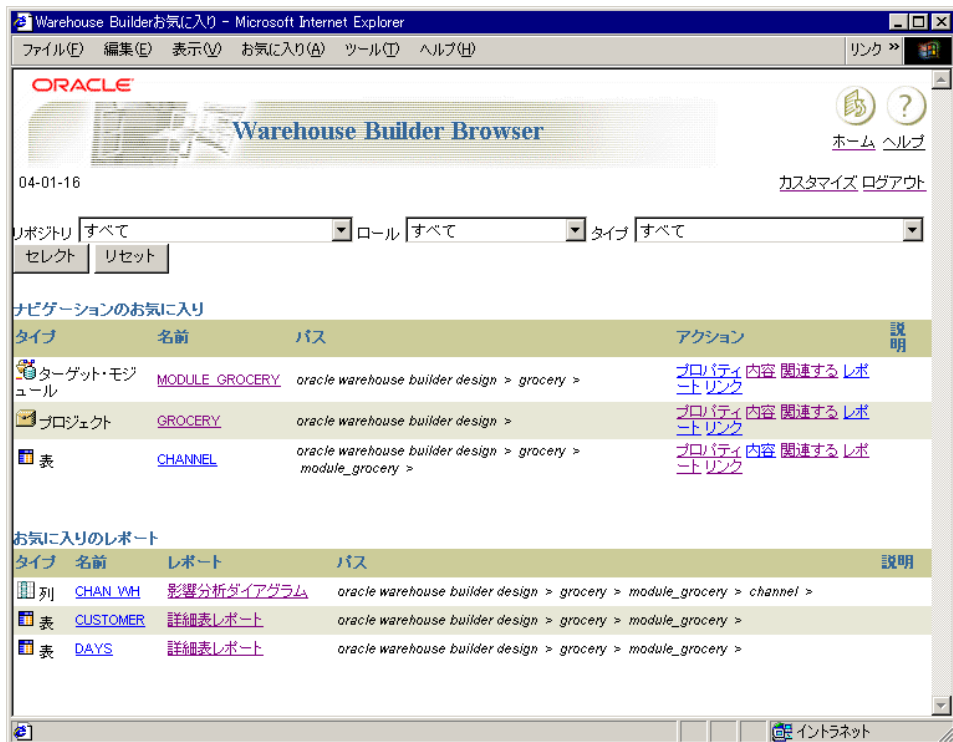 Warehouse Builderお気に入り - Microsoft Internet Explorer
ファイル(F) 編集(E) 表示(V) お気に入り(A) ツール(T) ヘルプ(H) リンク »
ORACLE
Warehouse Builder Browser
ホーム ヘルプ
04-01-16 カスタマイズ ログアウト
リポジトリ すべて ロール すべて タイプ すべて
セレクト リセット
ナビゲーションのお気に入り
タイプ 名前 パス アクション 説明
ターゲット・モジュール MODULE_GROCERY oracle warehouse builder design > grocery > プロパティ 内容 関連する レポート リンク
プロジェクト GROCERY oracle warehouse builder design > プロパティ 内容 関連する レポート リンク
表 CHANNEL oracle warehouse builder design > grocery > module_grocery > プロパティ 内容 関連する レポート リンク
お気に入りのレポート
タイプ 名前 レポート パス 説明
列 CHAN_WH 影響分析ダイアグラム oracle warehouse builder design > grocery > module_grocery > channel >
表 CUSTOMER 詳細表レポート oracle warehouse builder design > grocery > module_grocery >
表 DAYS 詳細表レポート oracle warehouse builder design > grocery > module_grocery >
イントラネット